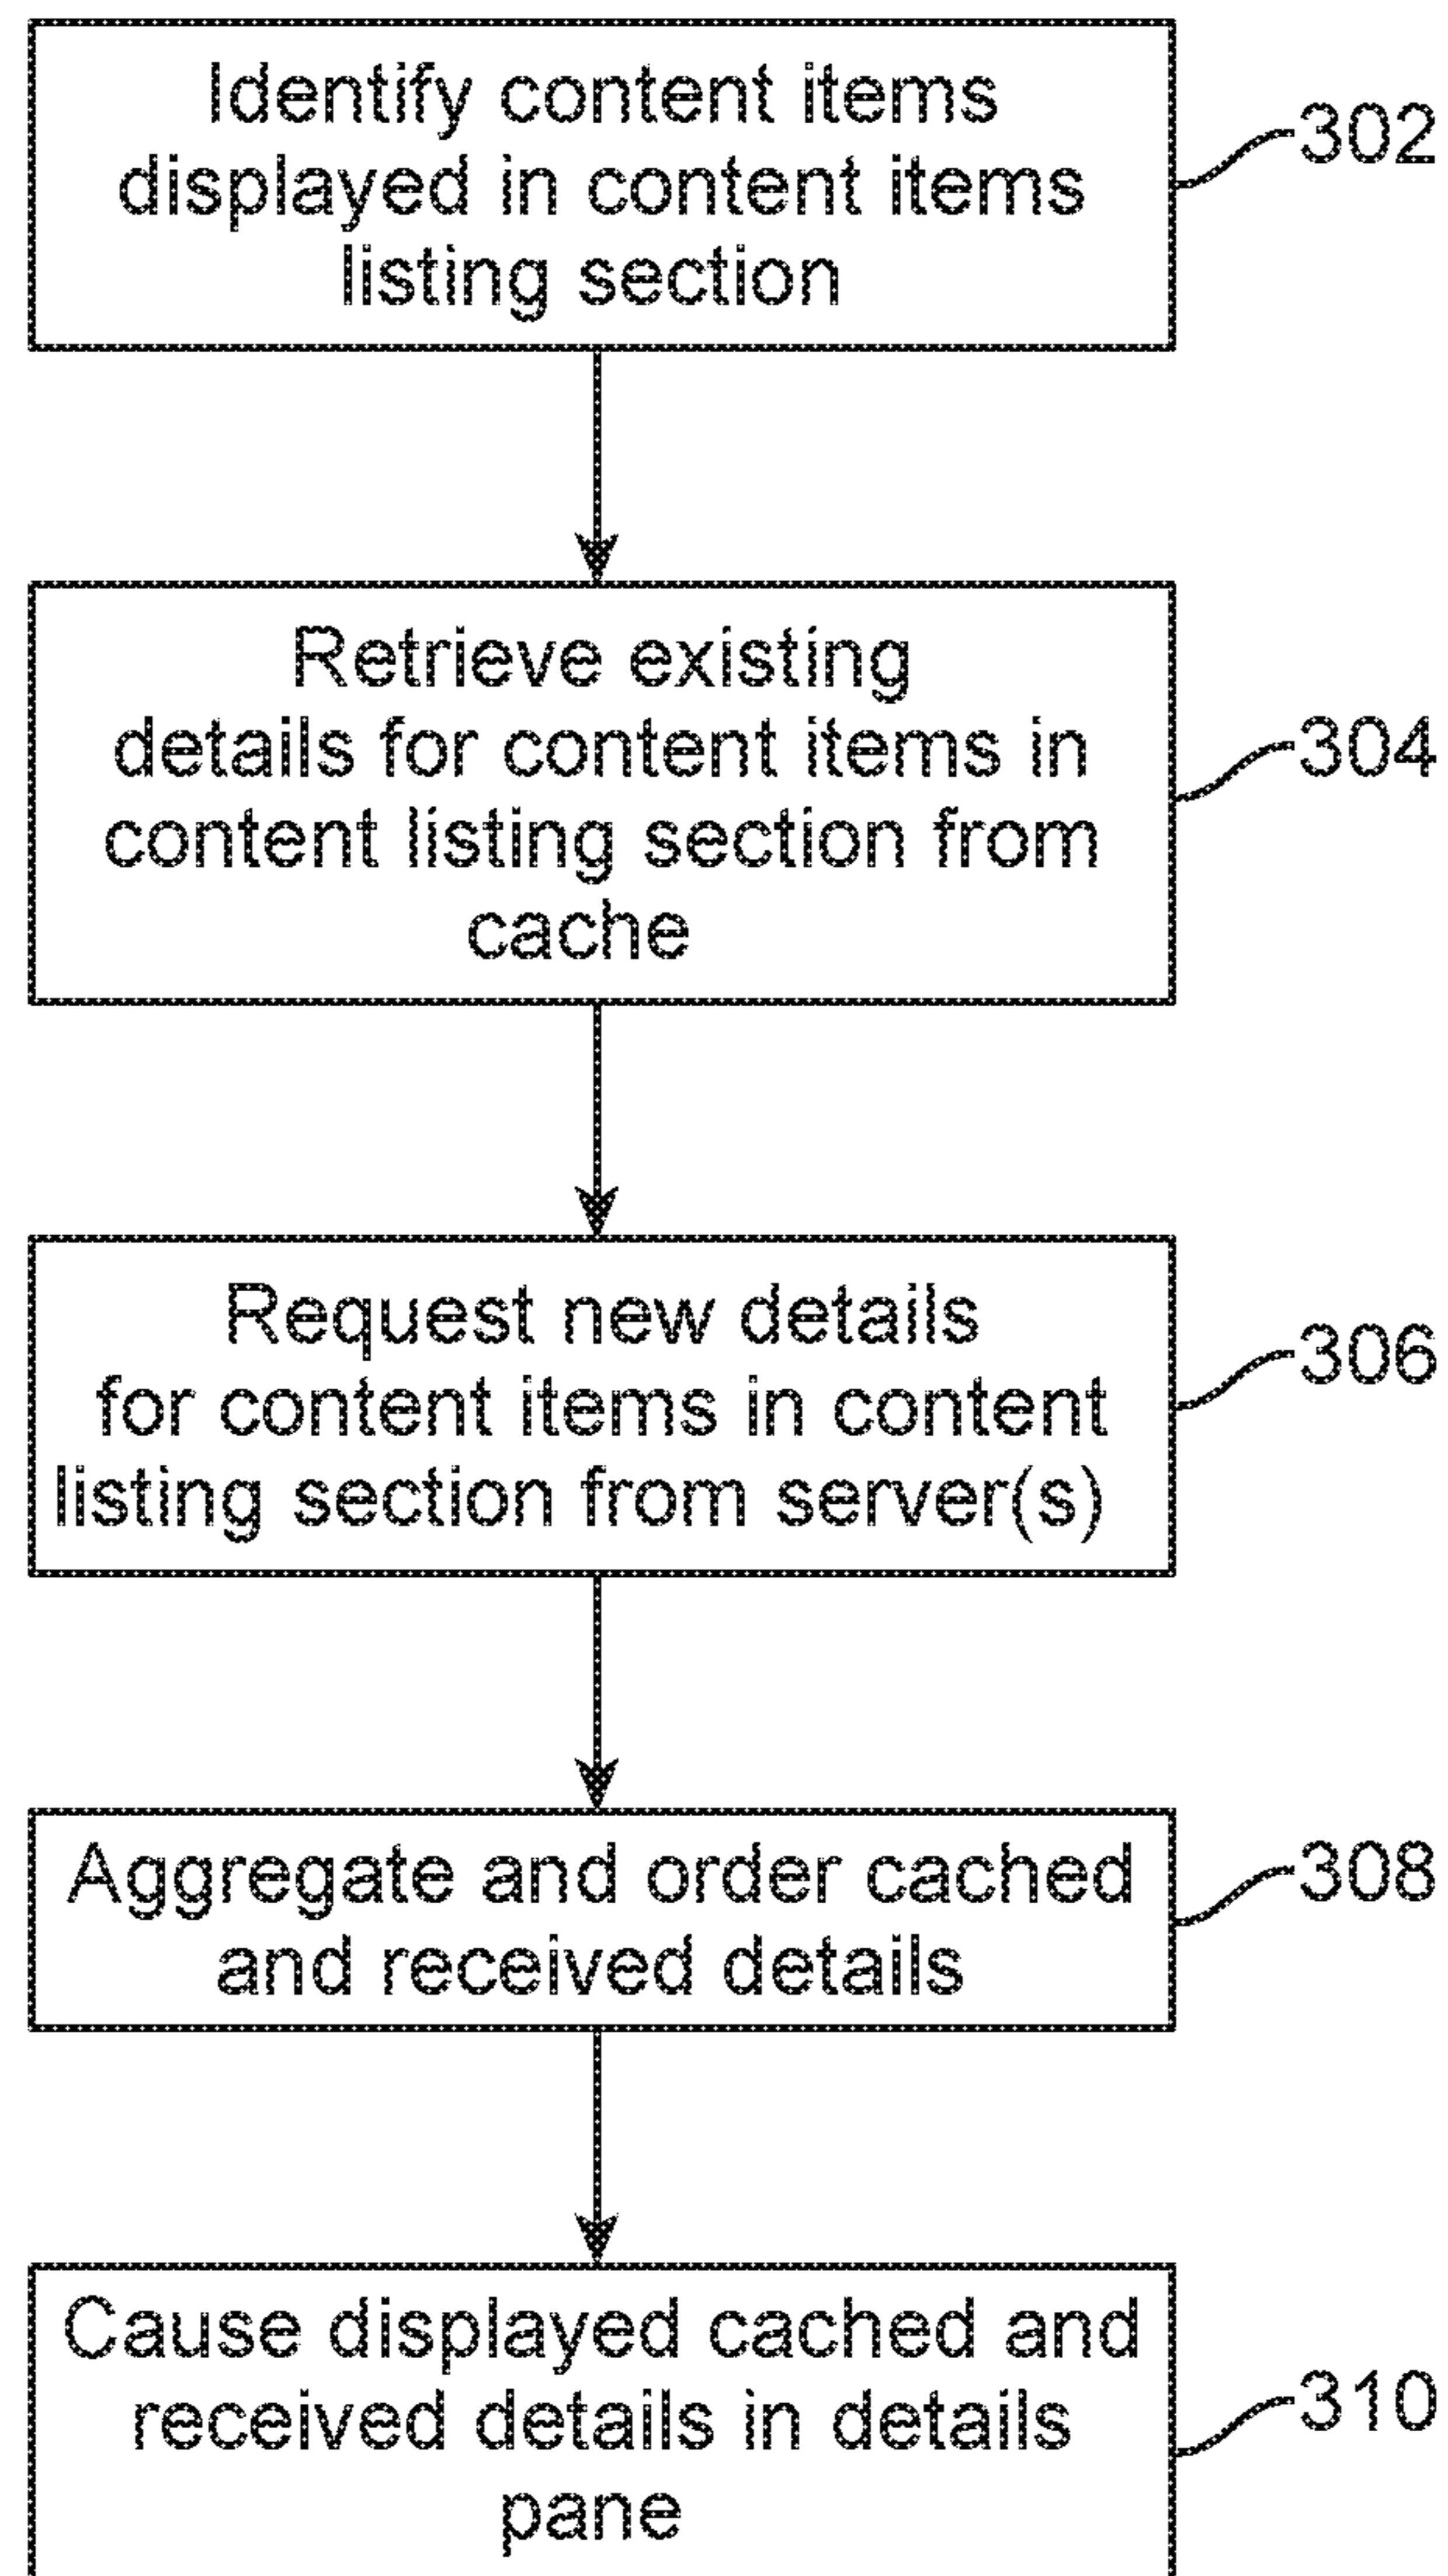 Identify content items
displayed in content items
listing section
302
Retrieve existing
details for content items in
content listing section from
cache
304
Request new details
for content items in content
listing section from server(s)
306
Aggregate and order cached
and received details
308
Cause displayed cached and
received details in details
pane
310